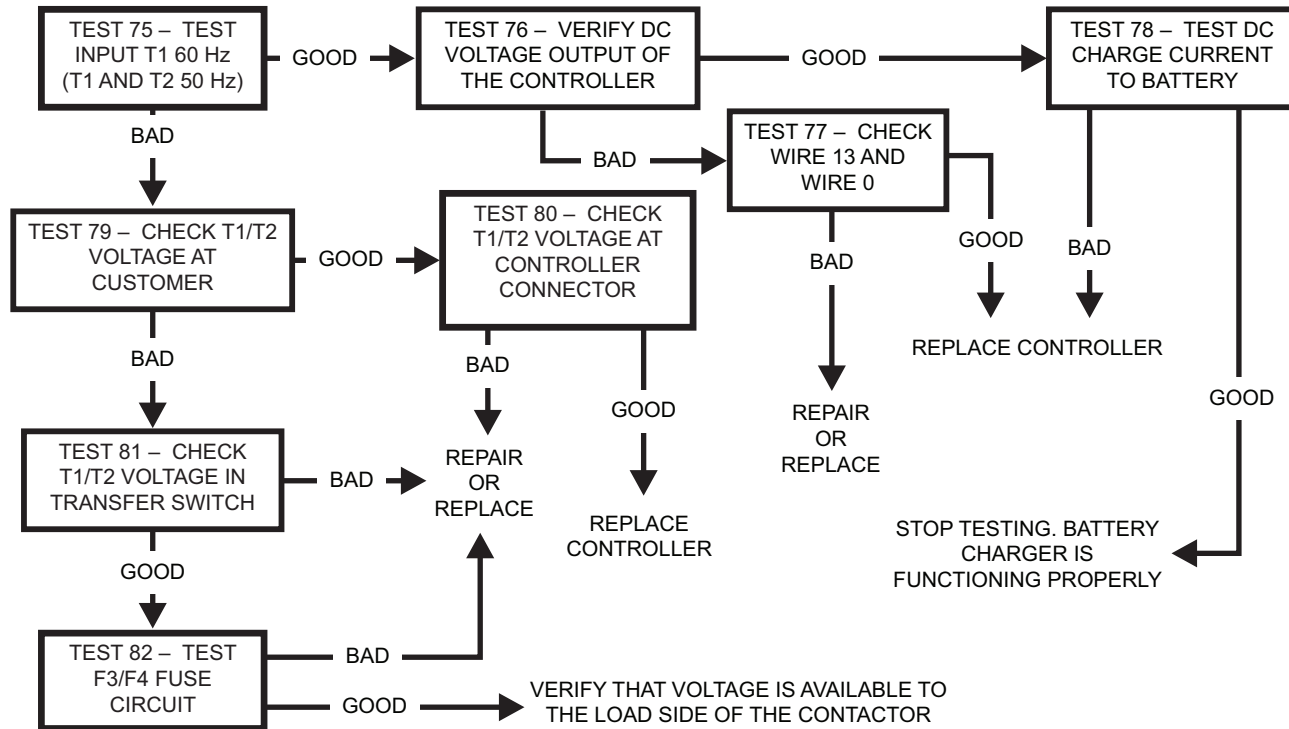 TEST 75 – TEST
INPUT T1 60 Hz
(T1 AND T2 50 Hz)
GOOD
TEST 76 – VERIFY DC
VOLTAGE OUTPUT OF
THE CONTROLLER
GOOD
TEST 78 – TEST DC
CHARGE CURRENT
TO BATTERY
BAD
BAD
TEST 77 – CHECK
WIRE 13 AND
WIRE 0
TEST 79 – CHECK T1/T2
VOLTAGE AT
CUSTOMER
GOOD
TEST 80 – CHECK
T1/T2 VOLTAGE AT
CONTROLLER
CONNECTOR
BAD
GOOD
BAD
REPLACE CONTROLLER
GOOD
BAD
BAD
GOOD
REPAIR
OR
REPLACE
TEST 81 – CHECK
T1/T2 VOLTAGE IN
TRANSFER SWITCH
BAD
REPAIR
OR
REPLACE
REPLACE
CONTROLLER
STOP TESTING. BATTERY
CHARGER IS
FUNCTIONING PROPERLY
GOOD
TEST 82 – TEST
F3/F4 FUSE
CIRCUIT
BAD
GOOD
VERIFY THAT VOLTAGE IS AVAILABLE TO
THE LOAD SIDE OF THE CONTACTOR